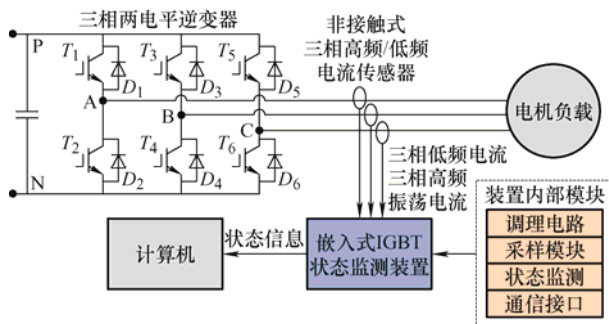 三相两电平逆变器
P
T1
T3
T5
D1
D3
D5
A
B
C
T2
T4
T6
D2
D4
D6
N
非接触式
三相高频/低频
电流传感器
电机负载
三相低频电流
三相高频
振荡电流
装置内部模块
调理电路
采样模块
状态监测
通信接口
嵌入式IGBT
状态监测装置
状态信息
计算机